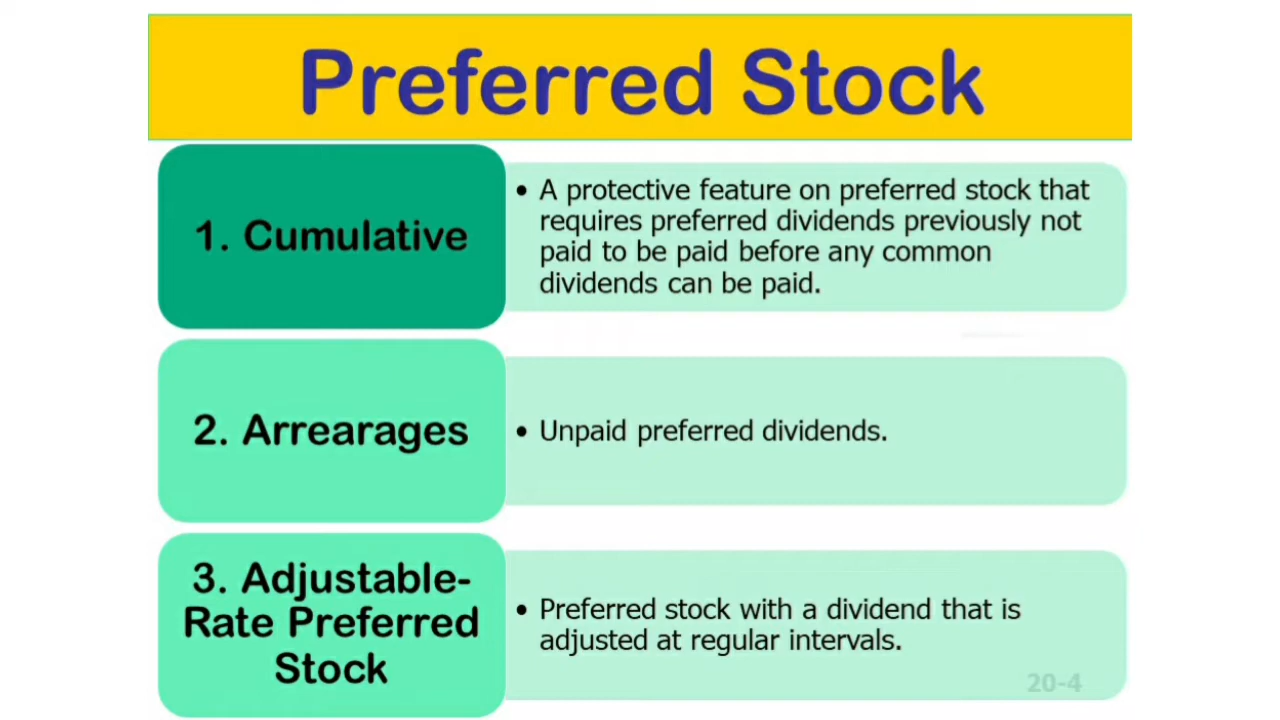 Preferred Stock
1. Cumulative
• A protective feature on preferred stock that
requires preferred dividends previously not
paid to be paid before any common
dividends can be paid.
2. Arrearages
• Unpaid preferred dividends.
3. Adjustable-
Rate Preferred
Stock
• Preferred stock with a dividend that is
adjusted at regular intervals.
20-4